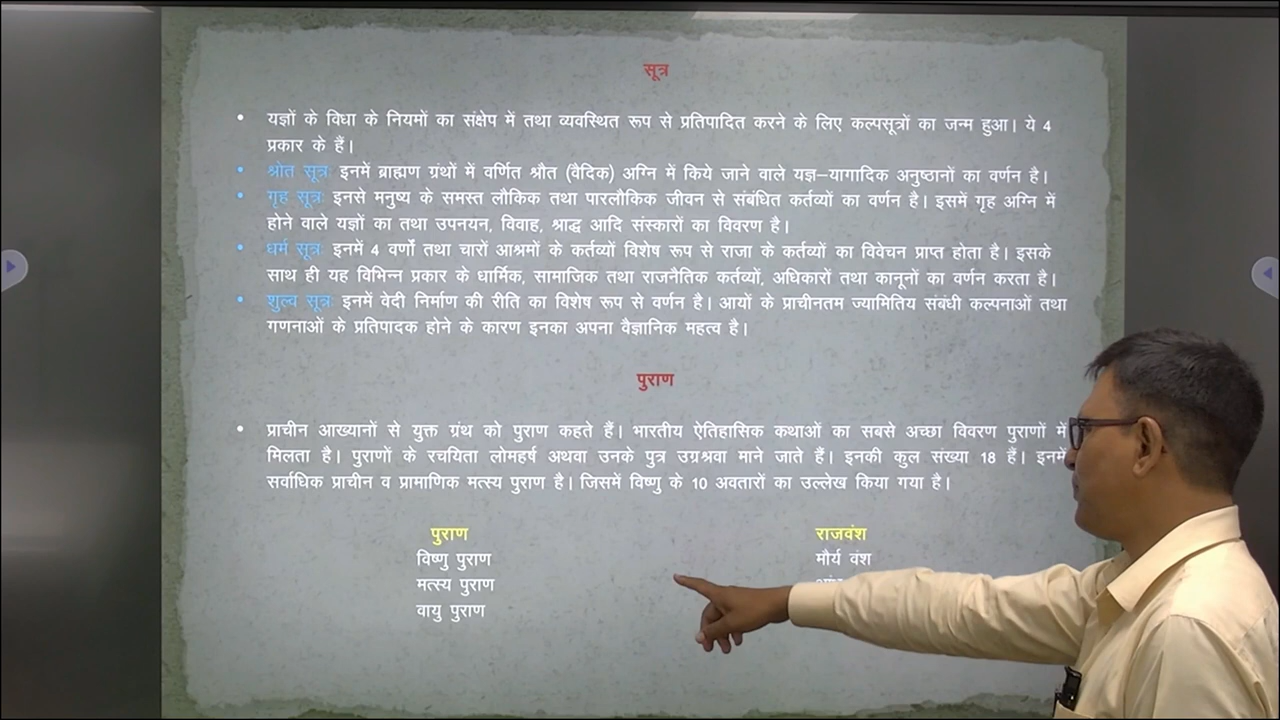 सूत्र
• यज्ञों के विधा के नियमों का संक्षेप में तथा व्यवस्थित रूप से प्रतिपादित करने के लिए कल्पसूत्रों का जन्म हुआ। ये 4
प्रकार के हैं।
• श्रोत सूत्रः इनमें ब्राह्मण ग्रंथों में वर्णित श्रौत (वैदिक) अग्नि में किये जाने वाले यज्ञ–यागादिक अनुष्ठानों का वर्णन है।
• गृह सूत्रः इनसे मनुष्य के समस्त लौकिक तथा पारलौकिक जीवन से संबंधित कर्तव्यों का वर्णन है। इसमें गृह अग्नि में
होने वाले यज्ञों का तथा उपनयन, विवाह, श्राद्ध आदि संस्कारों का विवरण है।
• धर्म सूत्रः इनमें 4 वर्णों तथा चारों आश्रमों के कर्तव्यों विशेष रूप से राजा के कर्तव्यों का विवेचन प्राप्त होता है। इसके
साथ ही यह विभिन्न प्रकार के धार्मिक, सामाजिक तथा राजनैतिक कर्तव्यों, अधिकारों तथा कानूनों का वर्णन करता है।
• शुल्व सूत्रः इनमें वेदी निर्माण की रीति का विशेष रूप से वर्णन है। आयों के प्राचीनतम ज्यामितिय संबंधी कल्पनाओं तथा
गणनाओं के प्रतिपादक होने के कारण इनका अपना वैज्ञानिक महत्व है।
पुराण
• प्राचीन आख्यानों से युक्त ग्रंथ को पुराण कहते हैं। भारतीय ऐतिहासिक कथाओं का सबसे अच्छा विवरण पुराणों में
मिलता है। पुराणों के रचयिता लोमहर्ष अथवा उनके पुत्र उग्रश्रवा माने जाते हैं। इनकी कुल संख्या 18 हैं। इनमें
सर्वाधिक प्राचीन व प्रामाणिक मत्स्य पुराण है। जिसमें विष्णु के 10 अवतारों का उल्लेख किया गया है।
पुराण राजवंश
विष्णु पुराण मौर्य वंश
मत्स्य पुराण
वायु पुराण